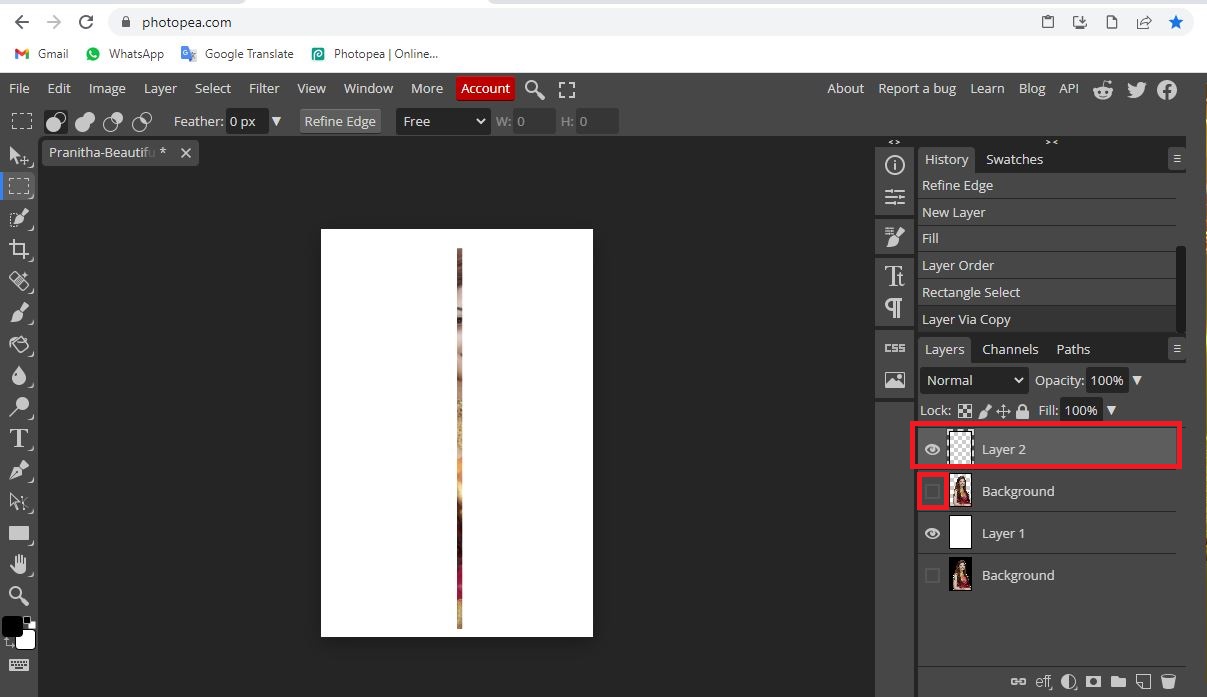 photopea.com
Gmail WhatsApp Google Translate Photopea | Online...
File Edit Image Layer Select Filter View Window More Account About Report a bug Learn Blog API
Feather: 0 px Refine Edge Free W: 0 H: 0
Pranitha-Beautifu *
History Swatches
Refine Edge
New Layer
Fill
Layer Order
Rectangle Select
Layer Via Copy
CSS
Layers Channels Paths
Normal Opacity: 100%
Lock: Fill: 100%
Layer 2
Background
Layer 1
Background
eff